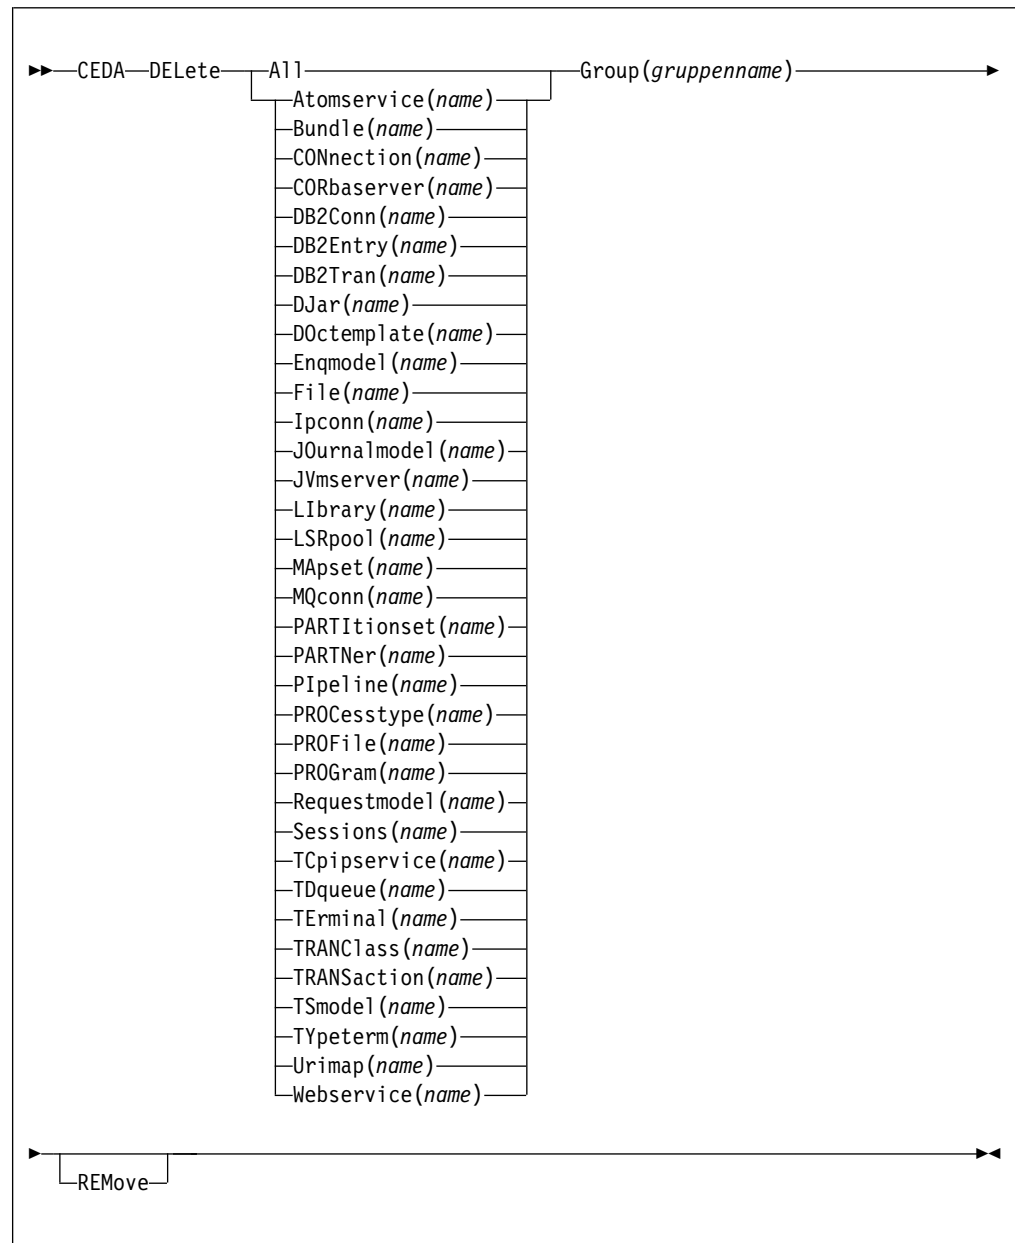 CEDA DELete All Group(gruppenname)
Atomservice(name)
Bundle(name)
CONnection(name)
CORbaserver(name)
DB2Conn(name)
DB2Entry(name)
DB2Tran(name)
DJar(name)
DOctemplate(name)
Enqmodel(name)
File(name)
Ipconn(name)
JOurnalmodel(name)
JVmserver(name)
LIbrary(name)
LSRpool(name)
MApset(name)
MQconn(name)
PARTItionset(name)
PARTNer(name)
PIpeline(name)
PROCesstype(name)
PROFile(name)
PROGram(name)
Requestmodel(name)
Sessions(name)
TCpipservice(name)
TDqueue(name)
TErminal(name)
TRANClass(name)
TRANSaction(name)
TSmodel(name)
TYpeterm(name)
Urimap(name)
Webservice(name)
REMove